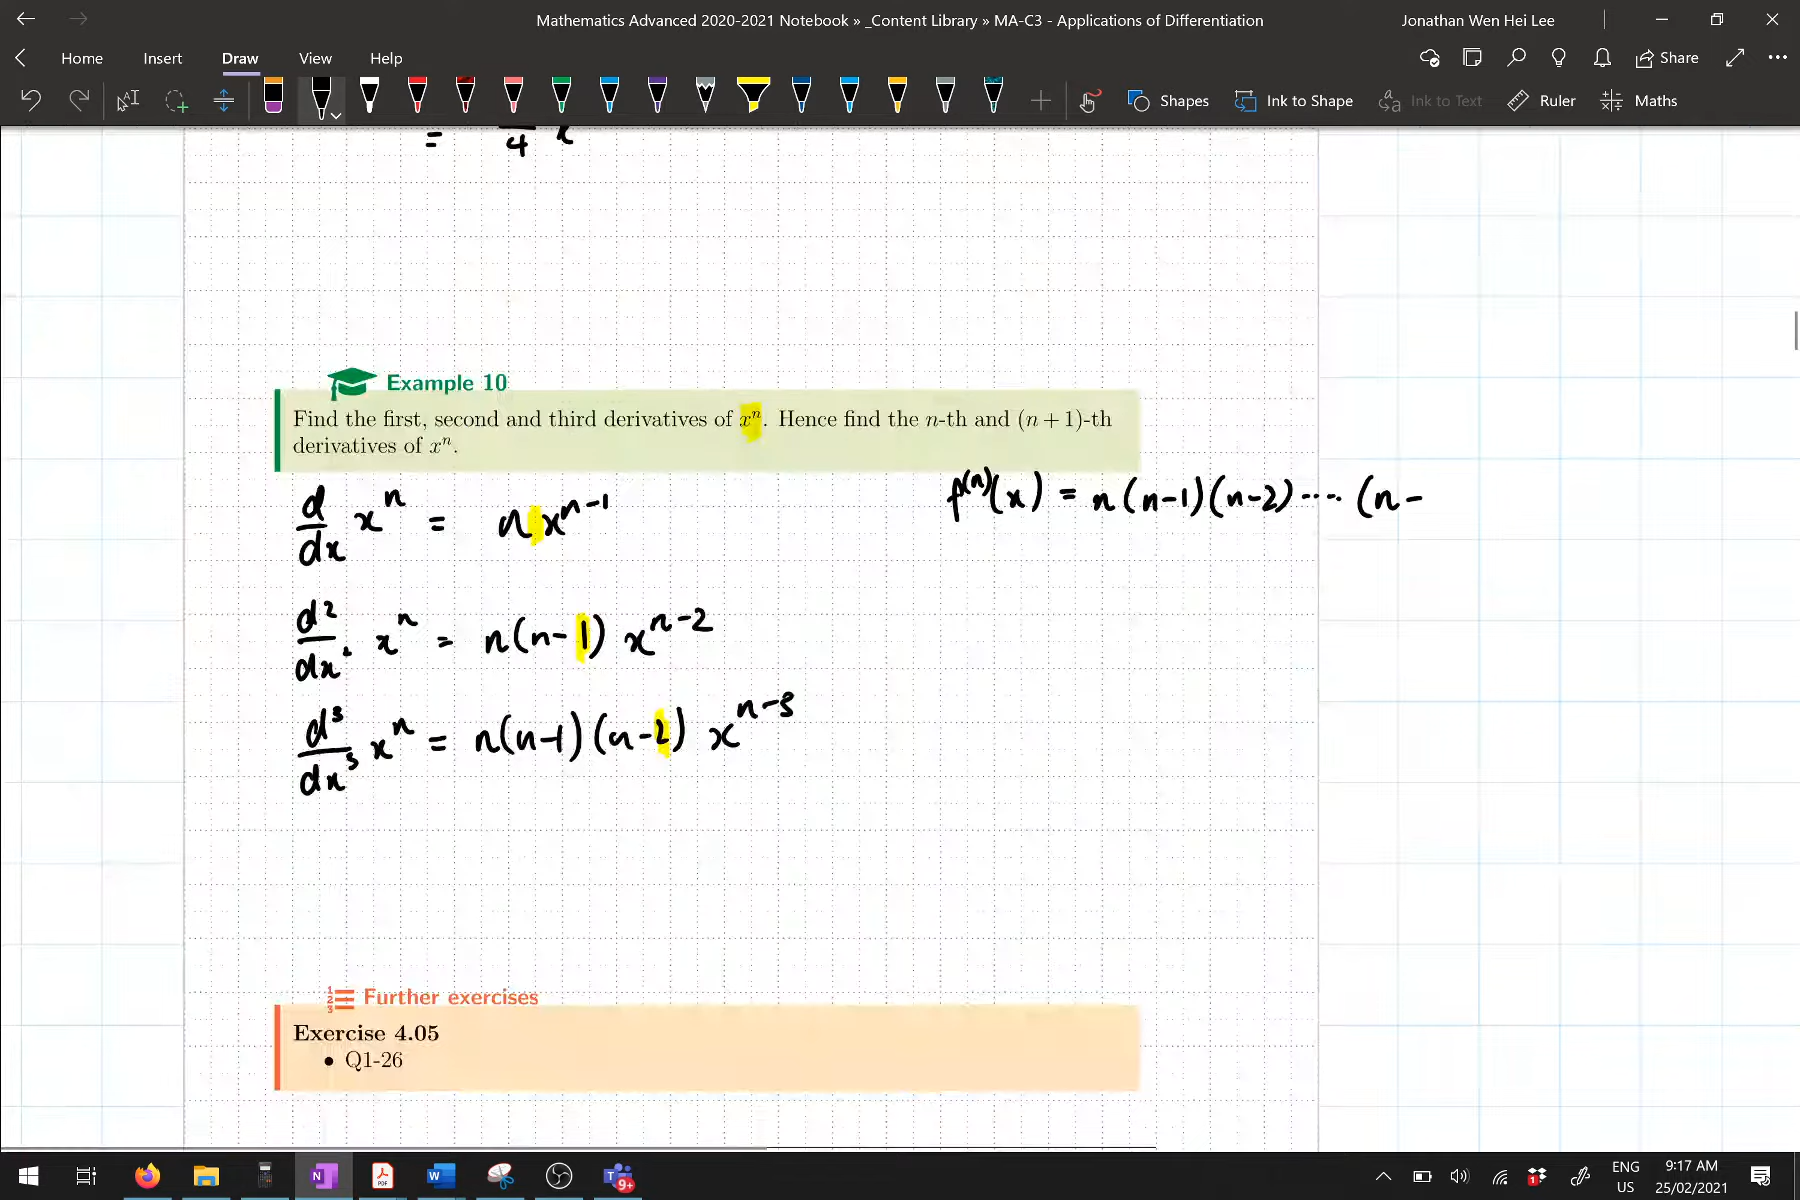 Mathematics Advanced 2020-2021 Notebook » _Content Library » MA-C3 - Applications of Differentiation
Jonathan Wen Hei Lee
Home Insert Draw View Help
Share
Shapes Ink to Shape Ink to Text Ruler Maths
= 4 x
Example 10
Find the first, second and third derivatives of xⁿ. Hence find the n-th and (n + 1)-th
derivatives of xⁿ.
f⁽ⁿ⁾(x) = n(n-1)(n-2)···· (n-
d/dx xⁿ = n xⁿ⁻¹
d²/dx² xⁿ = n(n-1) xⁿ⁻²
d³/dx³ xⁿ = n(n-1)(n-2) xⁿ⁻³
Further exercises
Exercise 4.05
• Q1-26
ENG
US
9:17 AM
25/02/2021
9+